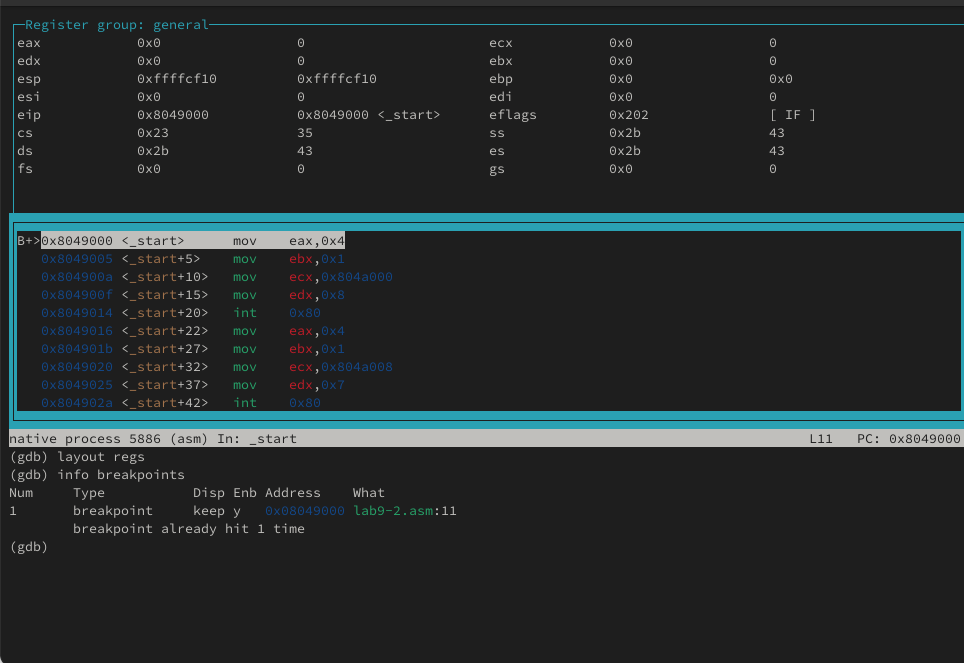 Register group: general
eax 0x0 0 ecx 0x0 0
edx 0x0 0 ebx 0x0 0
esp 0xffffcf10 0xffffcf10 ebp 0x0 0x0
esi 0x0 0 edi 0x0 0
eip 0x8049000 0x8049000 <_start> eflags 0x202 [ IF ]
cs 0x23 35 ss 0x2b 43
ds 0x2b 43 es 0x2b 43
fs 0x0 0 gs 0x0 0
B+>0x8049000 <_start> mov eax,0x4
0x8049005 <_start+5> mov ebx,0x1
0x804900a <_start+10> mov ecx,0x804a000
0x804900f <_start+15> mov edx,0x8
0x8049014 <_start+20> int 0x80
0x8049016 <_start+22> mov eax,0x4
0x804901b <_start+27> mov ebx,0x1
0x8049020 <_start+32> mov ecx,0x804a008
0x8049025 <_start+37> mov edx,0x7
0x804902a <_start+42> int 0x80
native process 5886 (asm) In: _start L11 PC: 0x8049000
(gdb) layout regs
(gdb) info breakpoints
Num Type Disp Enb Address What
1 breakpoint keep y 0x08049000 lab9-2.asm:11
breakpoint already hit 1 time
(gdb)